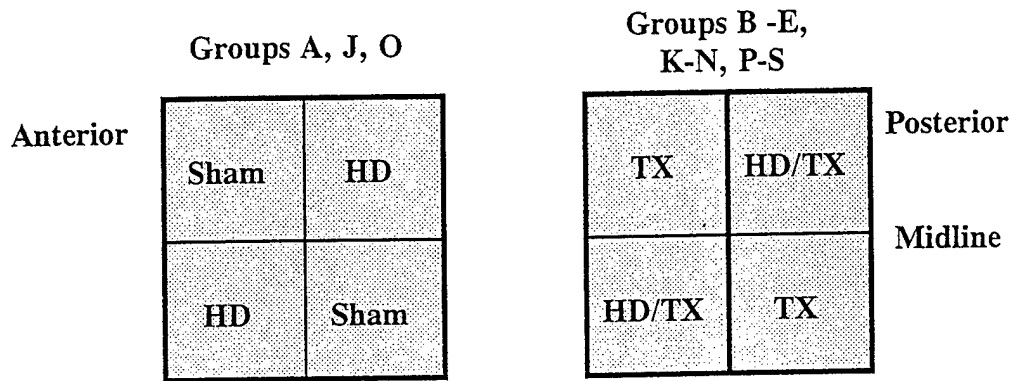 Groups A, J, O
Groups B -E,
K-N, P-S
Anterior
Posterior
Sham HD
TX HD/TX
Midline
HD Sham
HD/TX TX